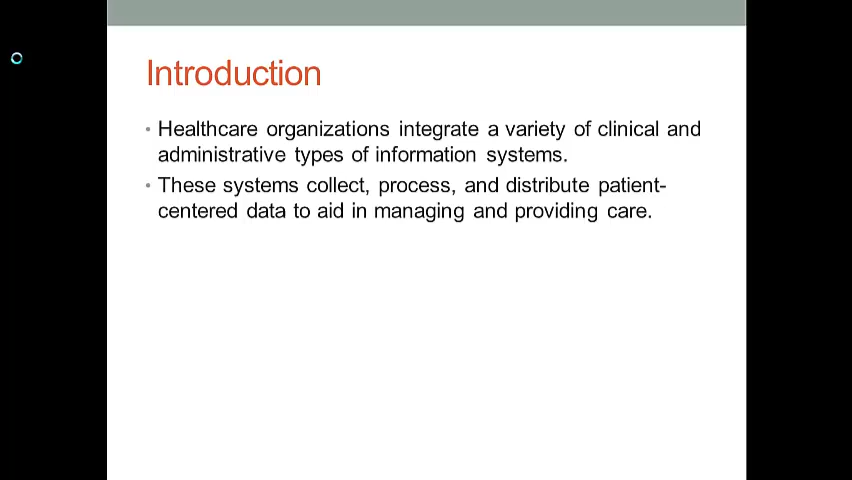 Introduction
• Healthcare organizations integrate a variety of clinical and
administrative types of information systems.
• These systems collect, process, and distribute patient-
centered data to aid in managing and providing care.